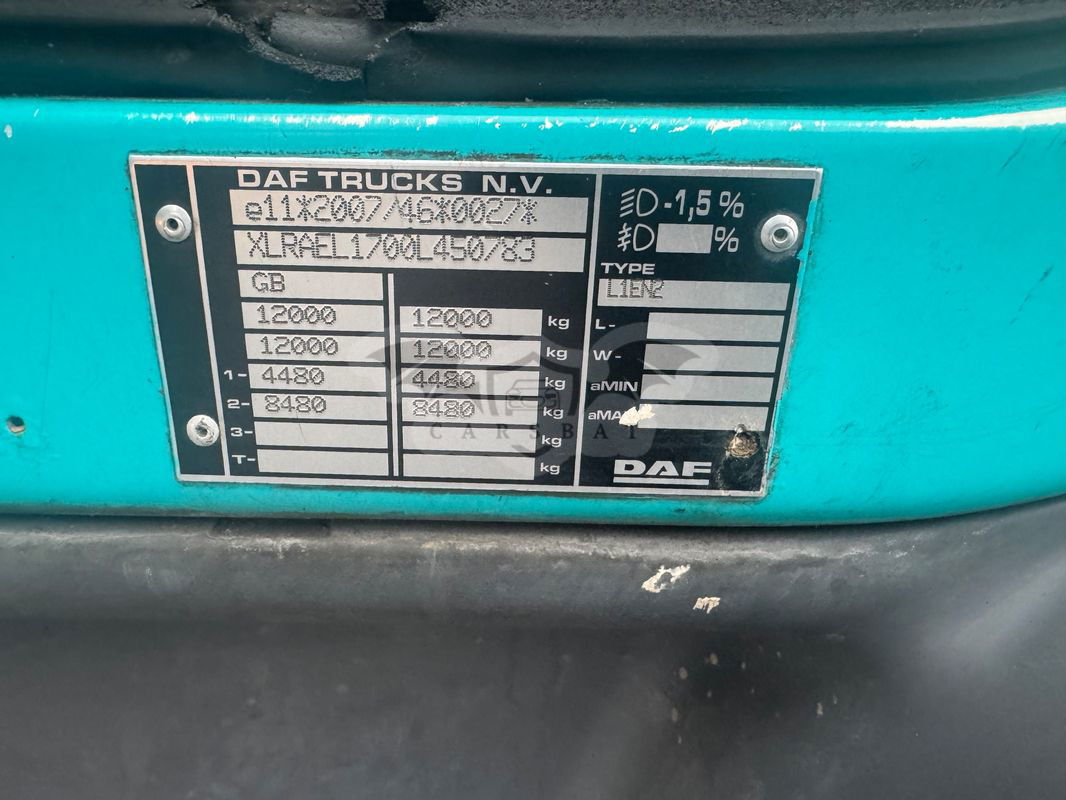 DAF TRUCKS N.V.
e11*2007/46*0027*
XLRAEL1700L450783
GB
12000 12000 kg
12000 12000 kg
1- 4480 4480 kg
2- 8480 8480 kg
3- kg
T- kg
-1,5%
%
TYPE
L1EN2
L-
W-
aMIN
DAF
CARSBAT